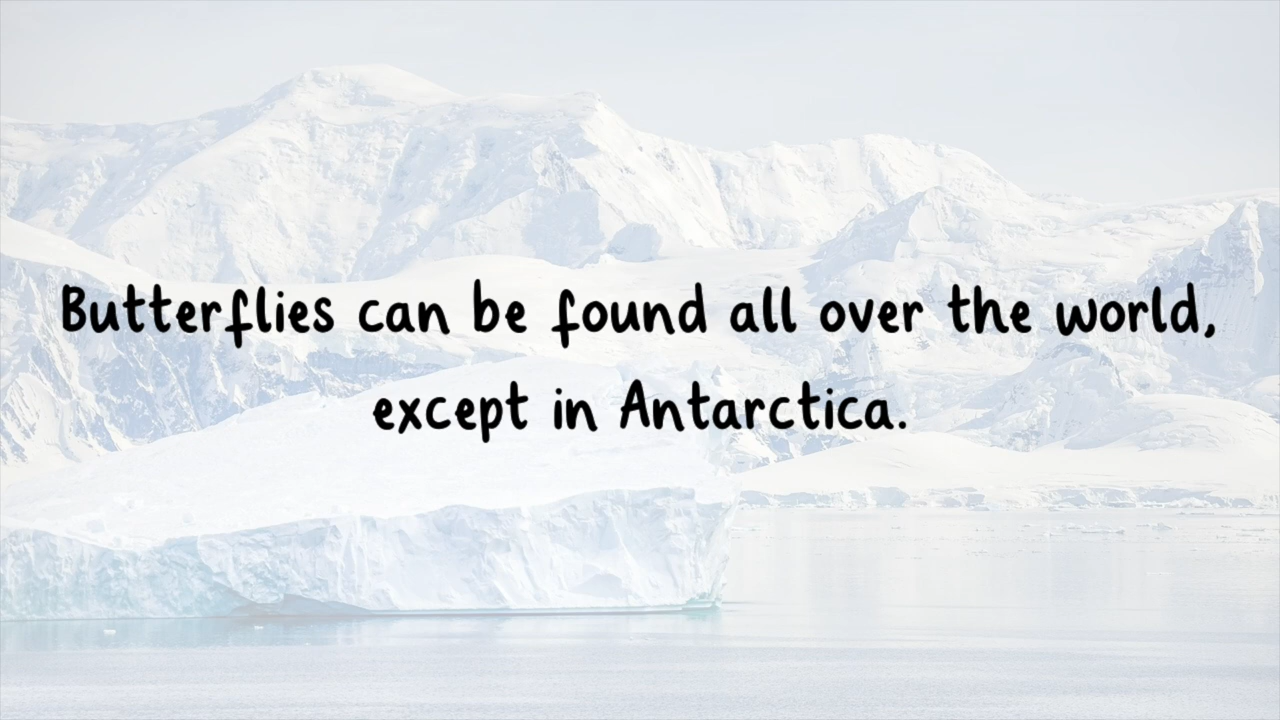 Butterflies can be found all over the world,
except in Antarctica.